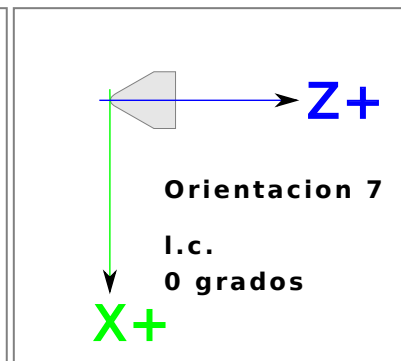 Z+
Orientacion 7
l.c.
0 grados
X+